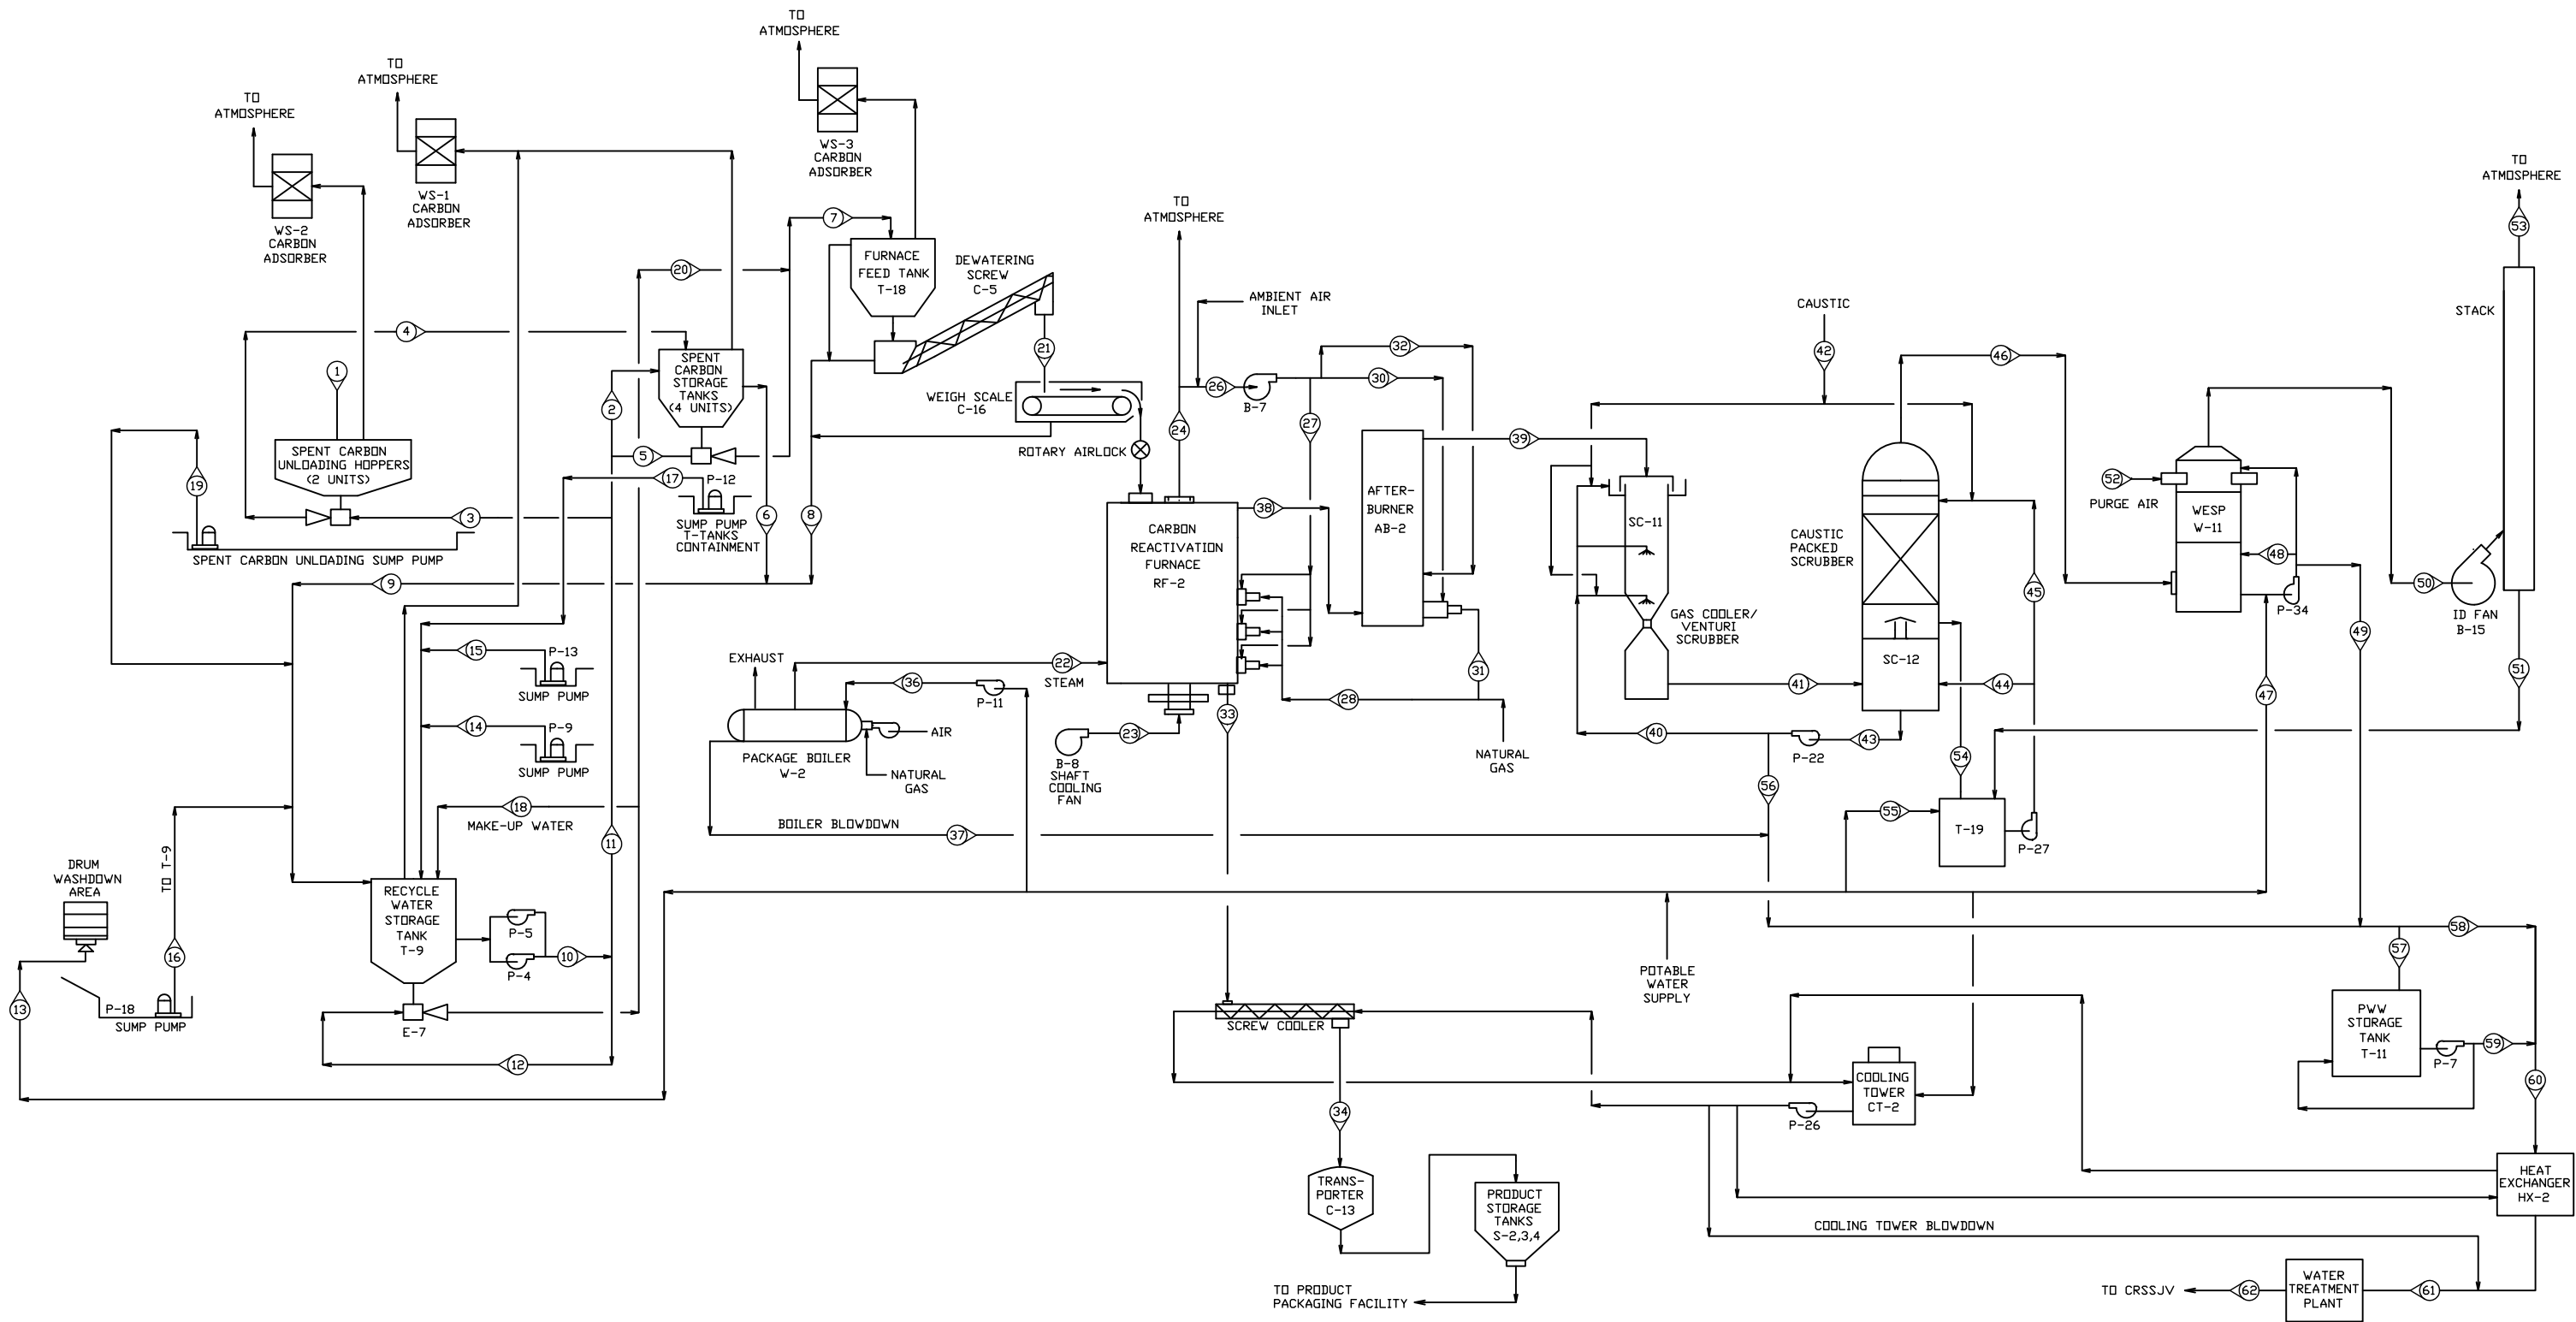 TO
ATMOSPHERE
WS-3
CARBON
ADSORBER
TO
ATMOSPHERE
WS-1
CARBON
ADSORBER
TO
ATMOSPHERE
WS-2
CARBON
ADSORBER
1
SPENT CARBON
UNLOADING HOPPERS
(2 UNITS)
19
SPENT CARBON UNLOADING SUMP PUMP
3
4
2
SPENT
CARBON
STORAGE
TANKS
(4 UNITS)
5
20
7
17
P-12
SUMP PUMP
T-TANKS
CONTAINMENT
6
8
9
FURNACE
FEED TANK
T-18
DEWATERING
SCREW
C-5
21
WEIGH SCALE
C-16
ROTARY AIRLOCK
TO
ATMOSPHERE
24
AMBIENT AIR
INLET
26
B-7
27
32
30
38
CARBON
REACTIVATION
FURNACE
RF-2
AFTER-
BURNER
AB-2
31
28
NATURAL
GAS
39
22
STEAM
33
23
B-8
SHAFT
COOLING
FAN
EXHAUST
36
P-11
AIR
PACKAGE BOILER
W-2
NATURAL
GAS
BOILER BLOWDOWN
37
15
P-13
SUMP PUMP
14
P-9
SUMP PUMP
18
MAKE-UP WATER
11
DRUM
WASHDOWN
AREA
TO T-9
16
13
P-18
SUMP PUMP
RECYCLE
WATER
STORAGE
TANK
T-9
P-5
P-4
10
E-7
12
CAUSTIC
42
SC-11
GAS COOLER/
VENTURI
SCRUBBER
40
41
CAUSTIC
PACKED
SCRUBBER
SC-12
43
P-22
44
45
46
54
56
55
T-19
P-27
52
PURGE AIR
WESP
W-11
48
P-34
47
49
50
ID FAN
B-15
STACK
TO
ATMOSPHERE
53
51
POTABLE
WATER
SUPPLY
58
57
PWW
STORAGE
TANK
T-11
P-7
59
60
SCREW COOLER
34
TRANS-
PORTER
C-13
PRODUCT
STORAGE
TANKS
S-2,3,4
TO PRODUCT
PACKAGING FACILITY
COOLING
TOWER
CT-2
P-26
COOLING TOWER BLOWDOWN
HEAT
EXCHANGER
HX-2
61
WATER
TREATMENT
PLANT
62
TO CRSSJV